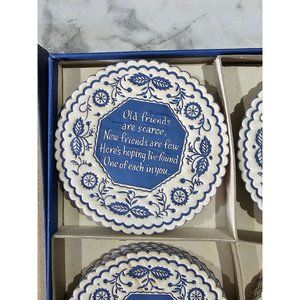 Old friends
are scarce,
New friends are few
Here's hoping I've found
One of each in you.